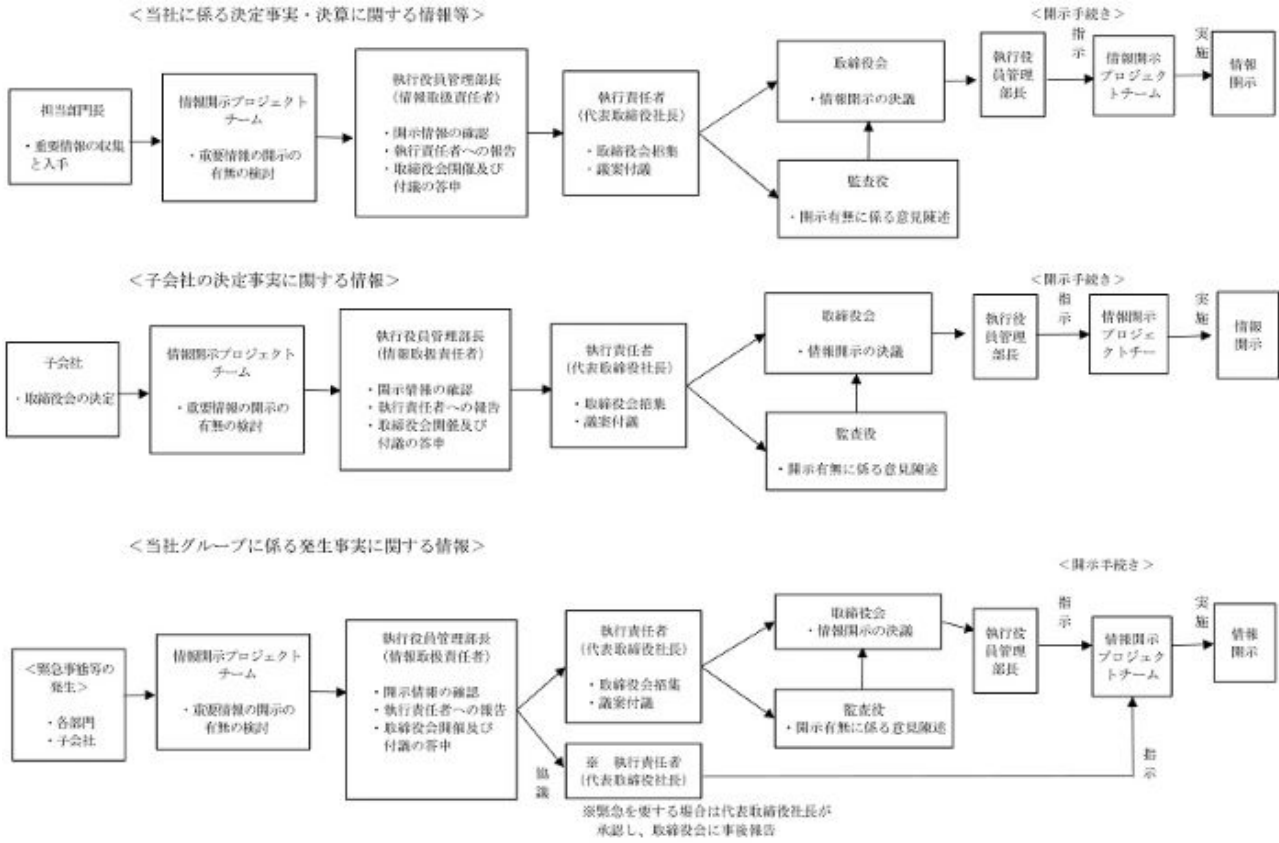 ＜当社に係る決定事実・決算に関する情報等＞
＜開示手続き＞
担当部門長
・重要情報の収集
と入手
情報開示プロジェクト
チーム
・重要情報の開示の
有無の検討
執行役員管理部長
(情報取扱責任者)
・開示情報の確認
・執行責任者への報告
・取締役会開催及び
付議の答申
執行責任者
(代表取締役社長)
・取締役会招集
・議案付議
取締役会
・情報開示の決議
監査役
・開示有無に係る意見陳述
執行役
員管理
部長
指示
情報開示
プロジェ
クトチーム
実施
情報
開示
＜子会社の決定事実に関する情報＞
＜開示手続き＞
子会社
・取締役会の決定
情報開示プロジェクト
チーム
・重要情報の開示の
有無の検討
執行役員管理部長
(情報取扱責任者)
・開示情報の確認
・執行責任者への報告
・取締役会開催及び
付議の答申
執行責任者
(代表取締役社長)
・取締役会招集
・議案付議
取締役会
・情報開示の決議
監査役
・開示有無に係る意見陳述
執行役
員管理
部長
指示
情報開示
プロジェ
クトチー
実施
情報
開示
＜当社グループに係る発生事実に関する情報＞
＜開示手続き＞
＜緊急事態等の
発生＞
・各部門
・子会社
情報開示プロジェクト
チーム
・重要情報の開示の
有無の検討
執行役員管理部長
(情報取扱責任者)
・開示情報の確認
・執行責任者への報告
・取締役会開催及び
付議の答申
執行責任者
(代表取締役社長)
・取締役会招集
・議案付議
協議
※　執行責任者
(代表取締役社長)
※緊急を要する場合は代表取締役社長が
承認し、取締役会に事後報告
取締役会
・情報開示の決議
監査役
・開示有無に係る意見陳述
執行役
員管理
部長
指示
情報開示
プロジェク
トチーム
指示
実施
情報
開示